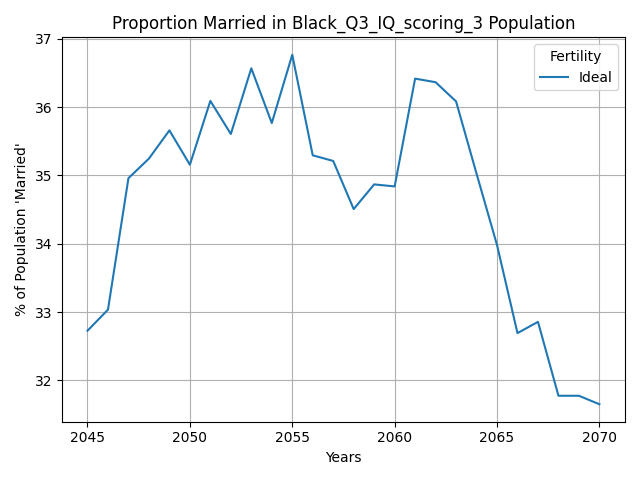 Proportion Married in Black_Q3_IQ_scoring_3 Population
37
36
35
34
33
32
% of Population 'Married'
Fertility
Ideal
2045 2050 2055 2060 2065 2070
Years